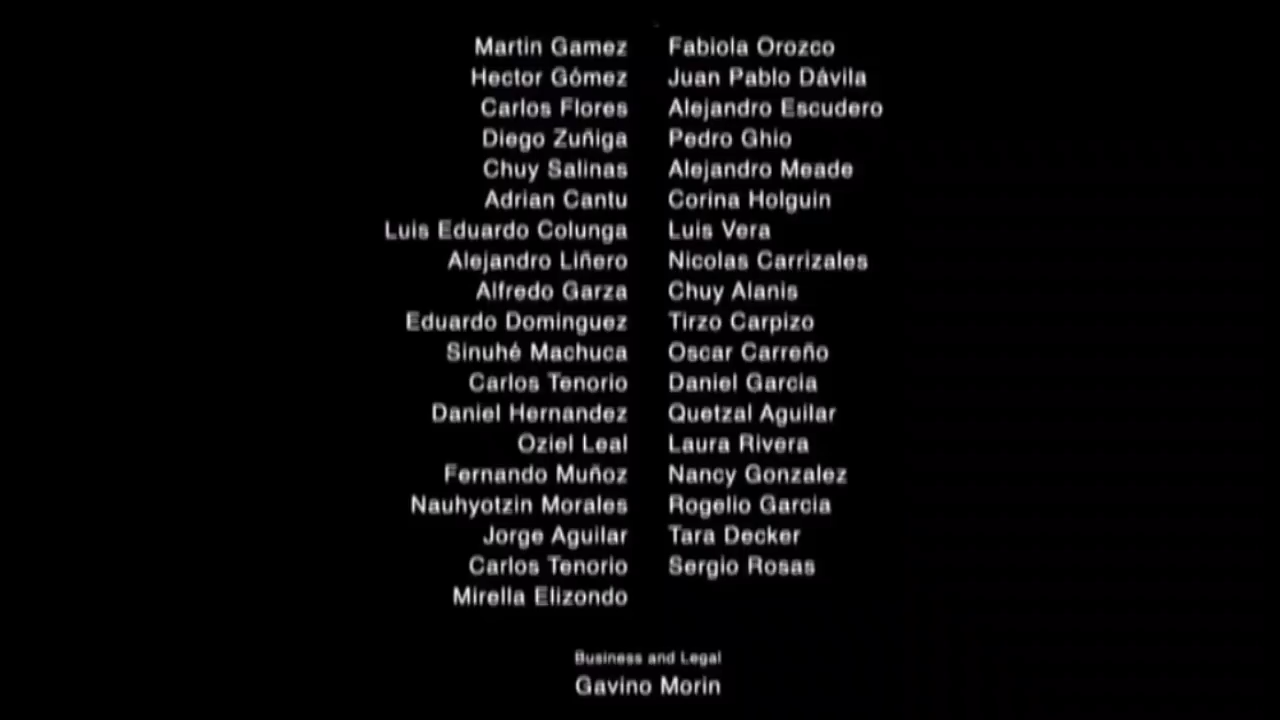 Martin Gamez Fabiola Orozco
Hector Gómez Juan Pablo Dávila
Carlos Flores Alejandro Escudero
Diego Zuñiga Pedro Ghio
Chuy Salinas Alejandro Meade
Adrian Cantu Corina Holguin
Luis Eduardo Colunga Luis Vera
Alejandro Liñero Nicolas Carrizales
Alfredo Garza Chuy Alanis
Eduardo Dominguez Tirzo Carpizo
Sinuhé Machuca Oscar Carreño
Carlos Tenorio Daniel Garcia
Daniel Hernandez Quetzal Aguilar
Oziel Leal Laura Rivera
Fernando Muñoz Nancy Gonzalez
Nauhyotzin Morales Rogelio Garcia
Jorge Aguilar Tara Decker
Carlos Tenorio Sergio Rosas
Mirella Elizondo
Business and Legal
Gavino Morin